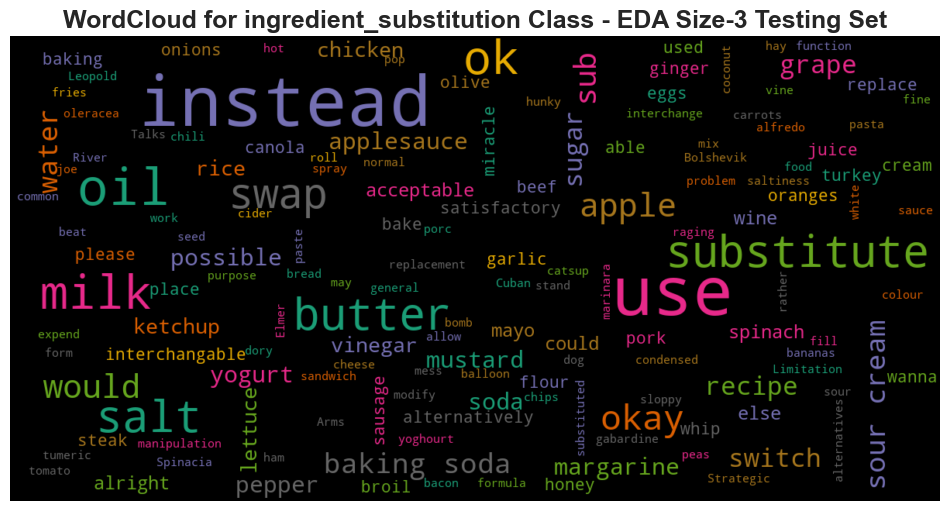 WordCloud for ingredient_substitution Class - EDA Size-3 Testing Set
onions
hot
chicken
pop
ok
used
hay
function
baking
Leopold
fries
oleracea
instead
olive
sub
ginger
eggs
coconut
grape
vine
replace
fine
water
Talks
chili
canola
applesauce
roll
spray
normal
miracle
hunky
sugar
interchange
able
carrots
alfredo
mix
Bolshevik
juice
pasta
cream
River
joe
common
oil
rice
swap
acceptable
beef
apple
problem
food
saltiness
turkey
oranges
white
sauce
work
cider
satisfactory
bake
porc
wine
raging
beat
seed
please
possible
paste
replacement
garlic
catsup
substitute
milk
place
purpose
bread
may
general
Cuban
stand
marinara
use
rather
colour
expend
ketchup
Elmer
butter
bomb
mayo
allow
could
pork
spinach
fill
form
interchangable
dory
vinegar
cheese
mess
mustard
balloon
dog
condensed
bananas
Limitation
would
yogurt
sandwich
modify
soda
flour
chips
sloppy
recipe
sour
wanna
salt
lettuce
Arms
sausage
alternatively
substituted
okay
whip
else
alternatives
sour cream
steak
manipulation
yoghourt
gabardine
peas
switch
tumeric
Spinacia
tomato
ham
baking soda
margarine
Strategic
alright
pepper
broil
bacon
formula
honey